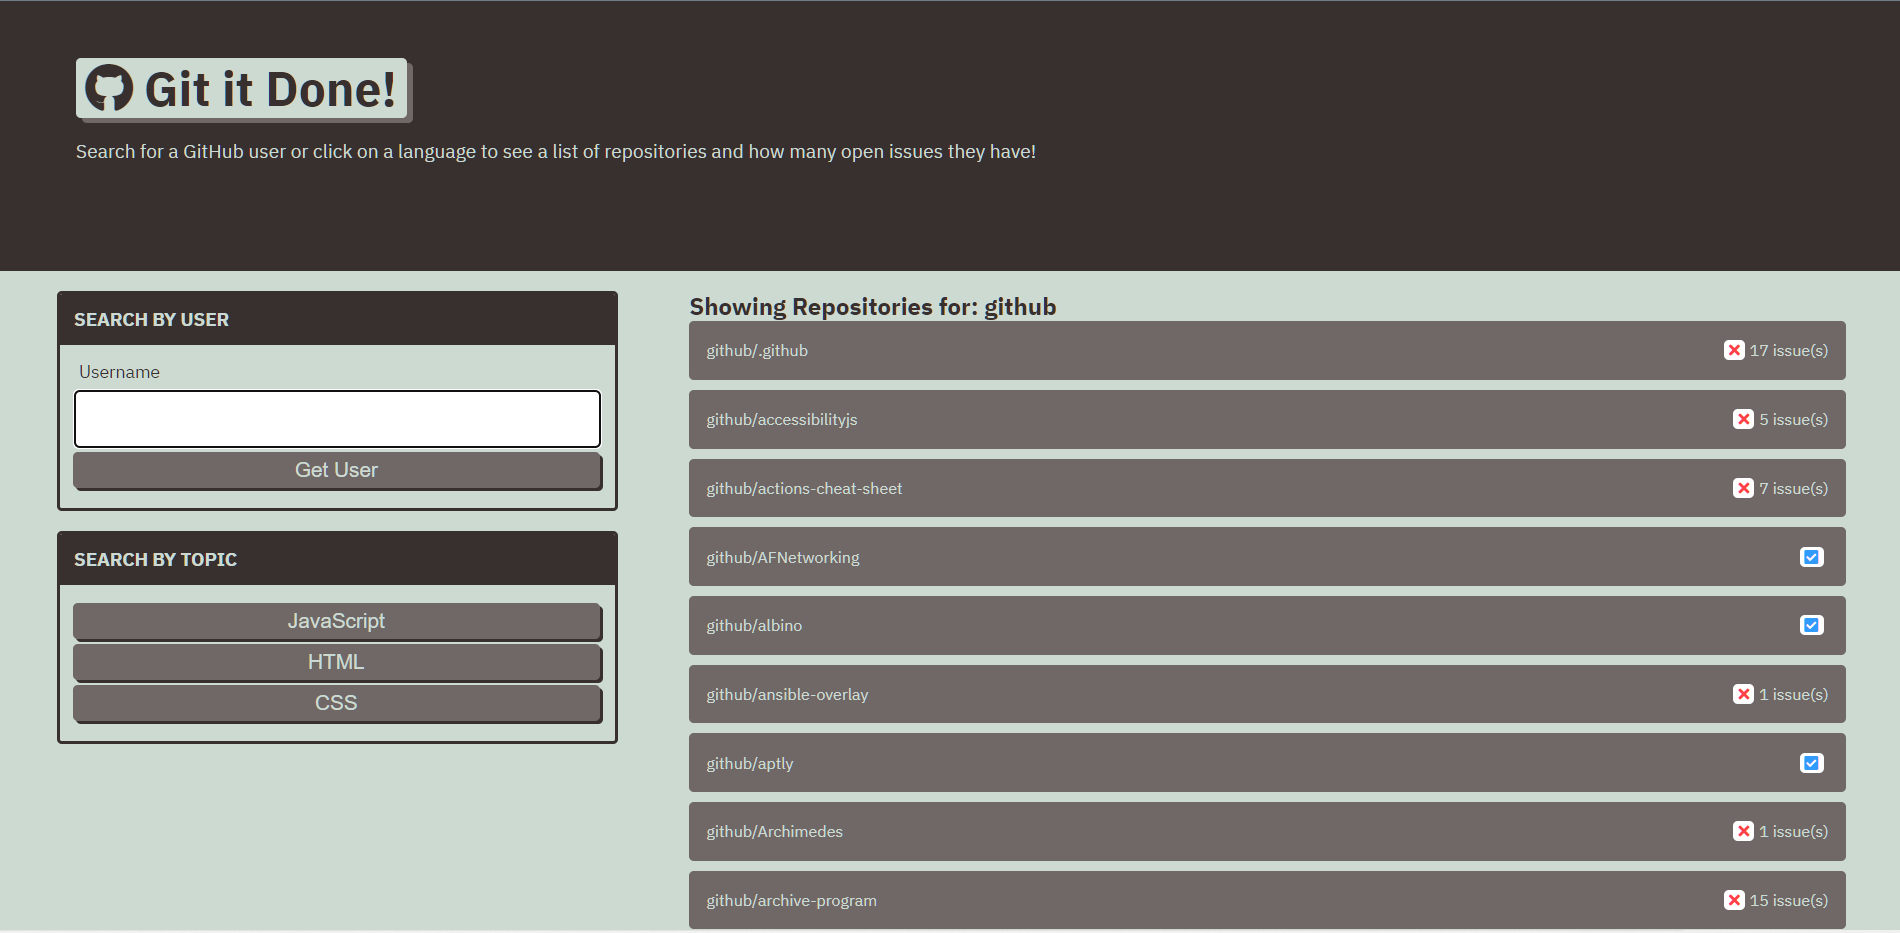 Git it Done!
Search for a GitHub user or click on a language to see a list of repositories and how many open issues they have!
SEARCH BY USER
Username
Get User
SEARCH BY TOPIC
JavaScript
HTML
CSS
Showing Repositories for: github
github/.github 17 issue(s)
github/accessibilityjs 5 issue(s)
github/actions-cheat-sheet 7 issue(s)
github/AFNetworking
github/albino
github/ansible-overlay 1 issue(s)
github/aptly
github/Archimedes 1 issue(s)
github/archive-program 15 issue(s)